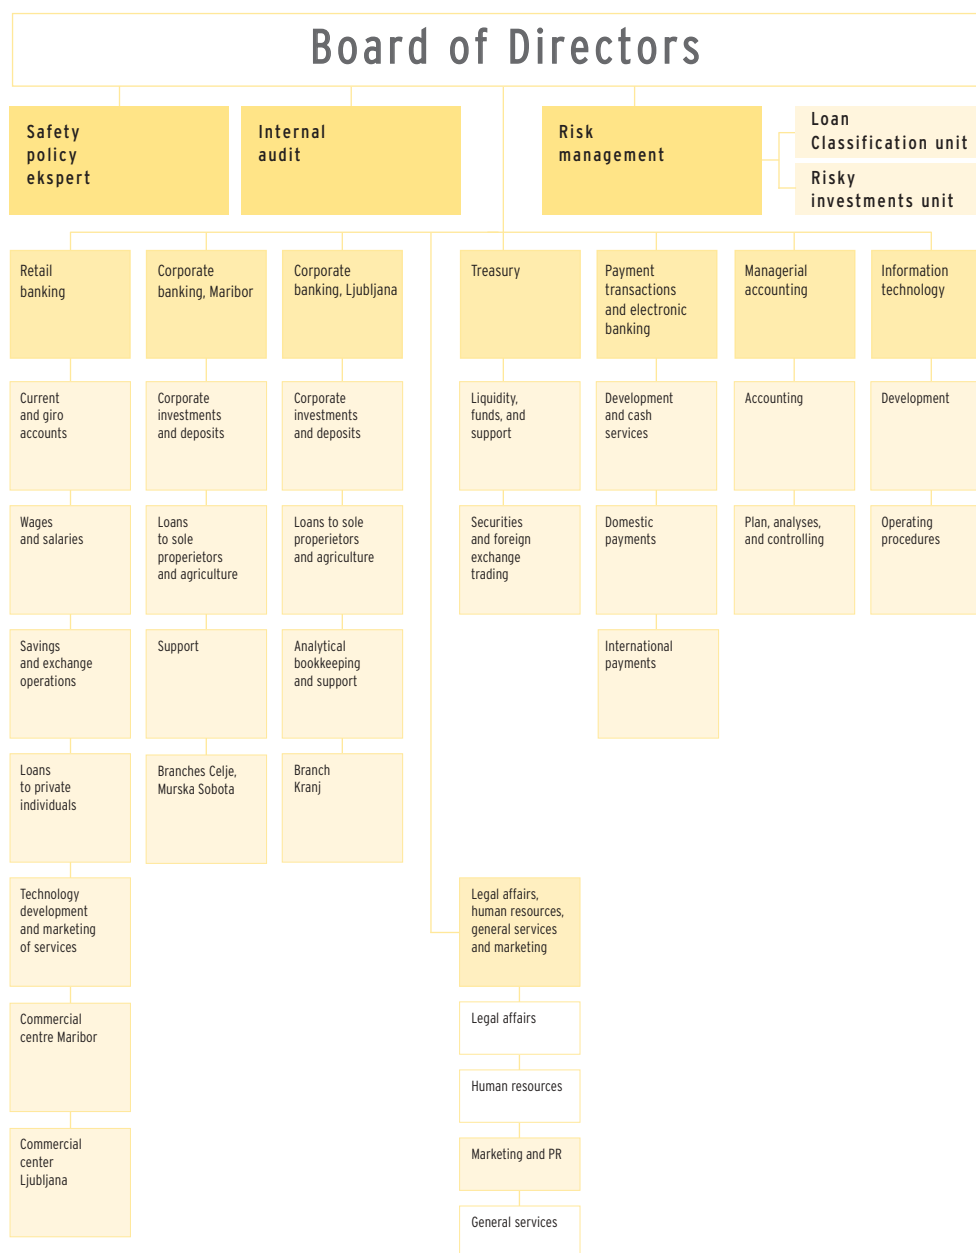 Board of Directors
Safety
policy
ekspert
Internal
audit
Risk
management
Loan
Classification unit
Risky
investments unit
Retail
banking
Corporate
banking, Maribor
Corporate
banking, Ljubljana
Treasury
Payment
transactions
and electronic
banking
Managerial
accounting
Information
technology
Current
and giro
accounts
Corporate
investments
and deposits
Corporate
investments
and deposits
Liquidity,
funds, and
support
Development
and cash
services
Accounting
Development
Wages
and salaries
Loans
to sole
properietors
and agriculture
Loans to sole
properietors
and agriculture
Securities
and foreign
exchange
trading
Domestic
payments
Plan, analyses,
and controlling
Operating
procedures
Savings
and exchange
operations
Support
Analytical
bookkeeping
and support
International
payments
Loans
to private
individuals
Branches Celje,
Murska Sobota
Branch
Kranj
Technology
development
and marketing
of services
Legal affairs,
human resources,
general services
and marketing
Commercial
centre Maribor
Legal affairs
Human resources
Commercial
center
Ljubljana
Marketing and PR
General services